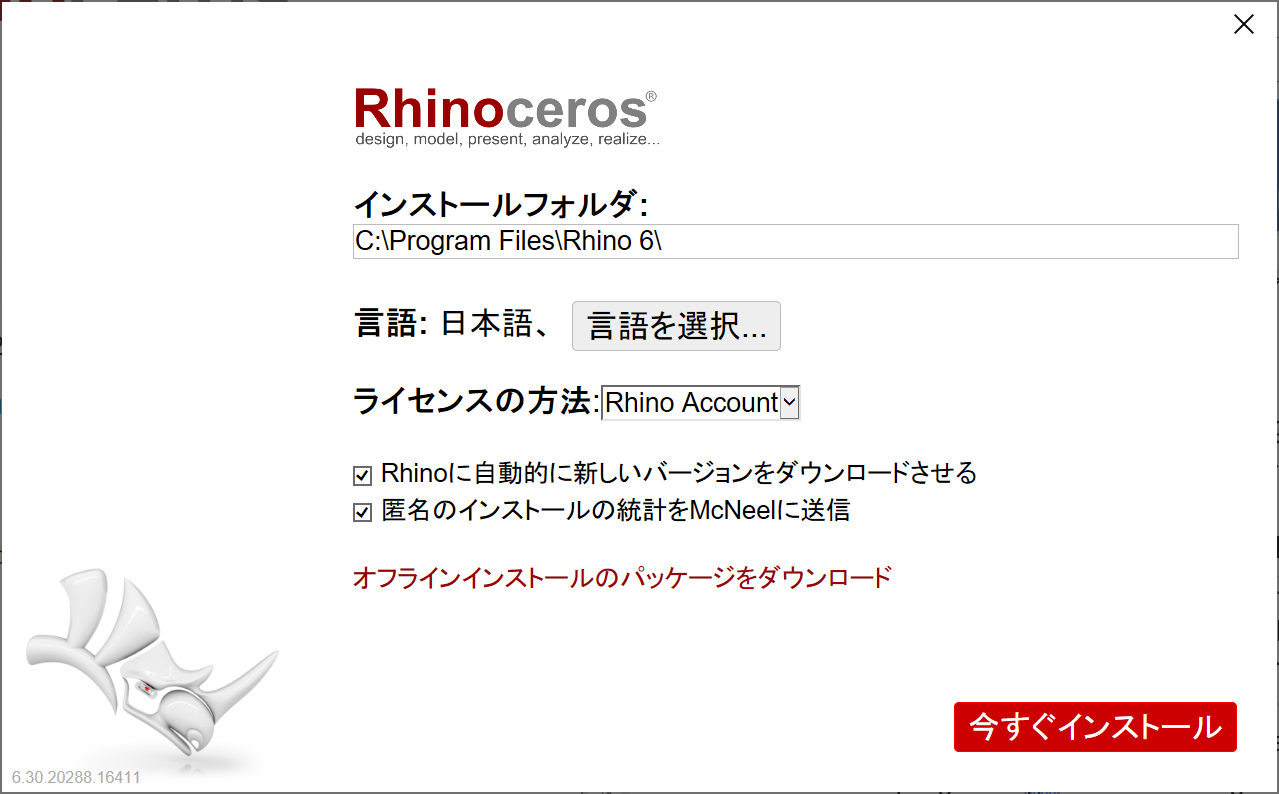 Rhinoceros®
design, model, present, analyze, realize...
インストールフォルダ:
C:\Program Files\Rhino 6\
言語: 日本語、 言語を選択...
ライセンスの方法: Rhino Account
Rhinoに自動的に新しいバージョンをダウンロードさせる
匿名のインストールの統計をMcNeelに送信
オフラインインストールのパッケージをダウンロード
今すぐインストール
6.30.20288.16411